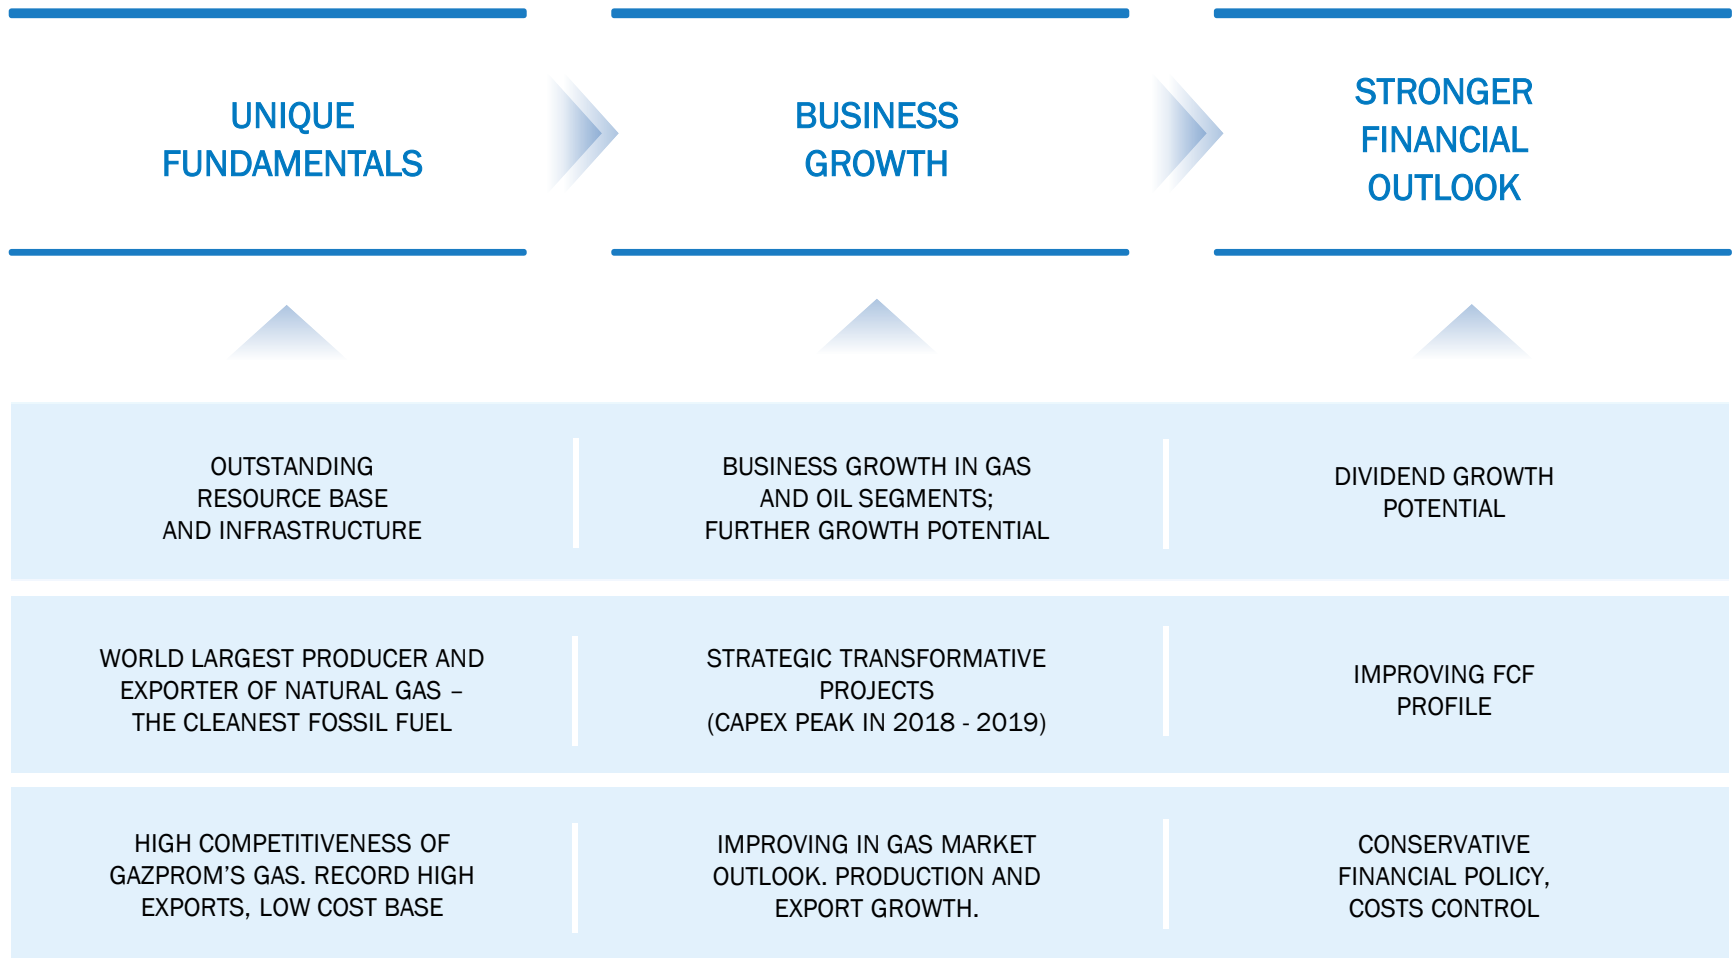 UNIQUE
FUNDAMENTALS
BUSINESS
GROWTH
STRONGER
FINANCIAL
OUTLOOK
OUTSTANDING
RESOURCE BASE
AND INFRASTRUCTURE
BUSINESS GROWTH IN GAS
AND OIL SEGMENTS;
FURTHER GROWTH POTENTIAL
DIVIDEND GROWTH
POTENTIAL
WORLD LARGEST PRODUCER AND
EXPORTER OF NATURAL GAS –
THE CLEANEST FOSSIL FUEL
STRATEGIC TRANSFORMATIVE
PROJECTS
(CAPEX PEAK IN 2018 - 2019)
IMPROVING FCF
PROFILE
HIGH COMPETITIVENESS OF
GAZPROM’S GAS. RECORD HIGH
EXPORTS, LOW COST BASE
IMPROVING IN GAS MARKET
OUTLOOK. PRODUCTION AND
EXPORT GROWTH.
CONSERVATIVE
FINANCIAL POLICY,
COSTS CONTROL